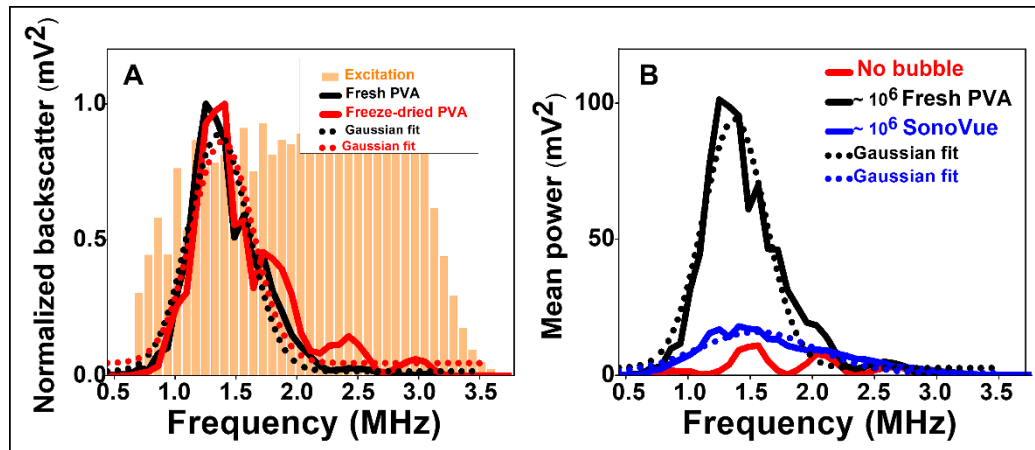 A
Excitation
Fresh PVA
Freeze-dried PVA
Gaussian fit
Gaussian fit
Normalized backscatter (mV²)
1.0
0.5
0.0
0.5 1.0 1.5 2.0 2.5 3.0 3.5
Frequency (MHz)
B
No bubble
~ 10⁶ Fresh PVA
~ 10⁶ SonoVue
Gaussian fit
Gaussian fit
Mean power (mV²)
100
50
0
0.5 1.0 1.5 2.0 2.5 3.0 3.5
Frequency (MHz)